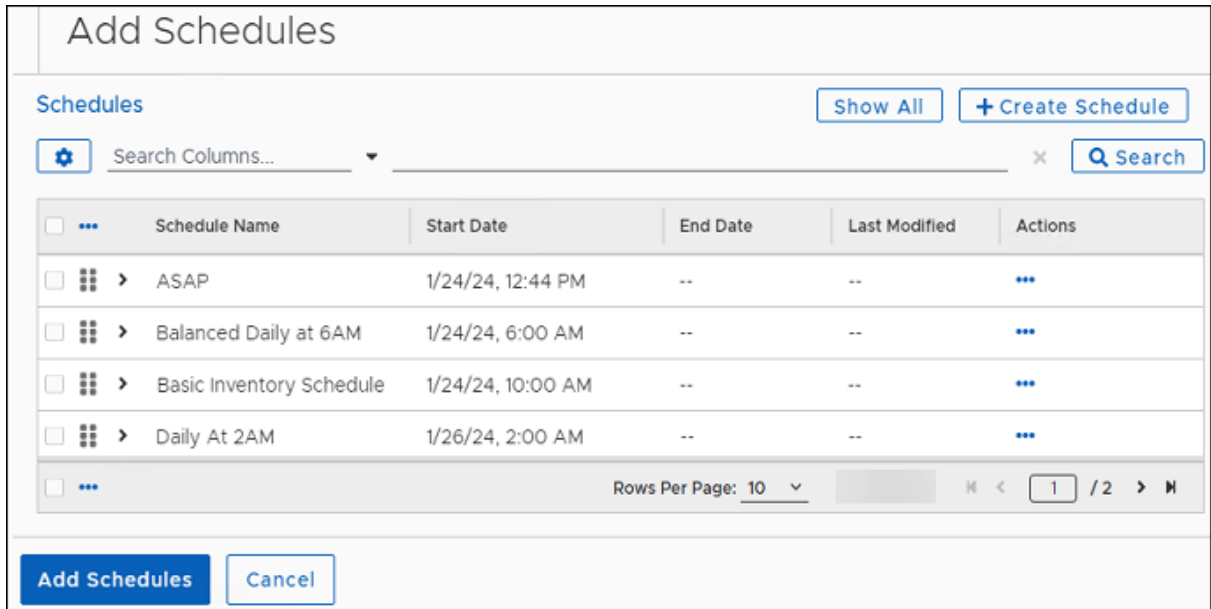 Add Schedules
Schedules Show All + Create Schedule
Search Columns... × Search
••• Schedule Name Start Date End Date Last Modified Actions
ASAP 1/24/24, 12:44 PM -- -- •••
Balanced Daily at 6AM 1/24/24, 6:00 AM -- -- •••
Basic Inventory Schedule 1/24/24, 10:00 AM -- -- •••
Daily At 2AM 1/26/24, 2:00 AM -- -- •••
••• Rows Per Page: 10 1 / 2
Add Schedules Cancel